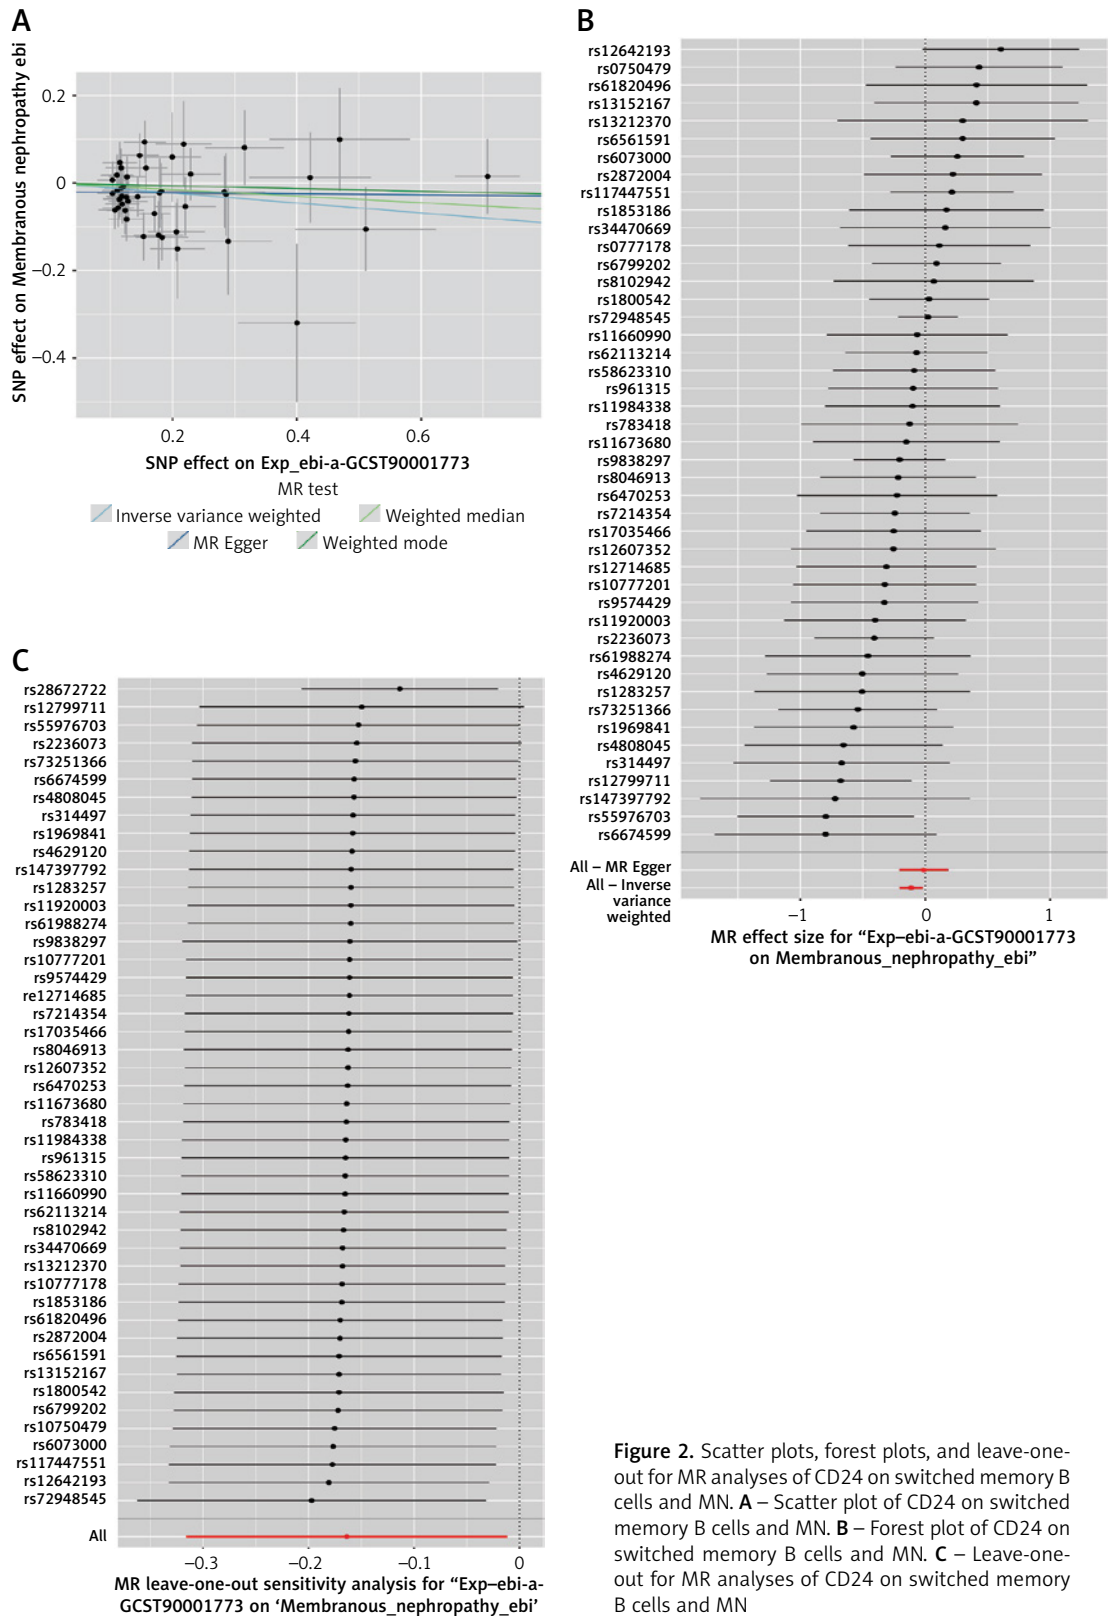 A
SNP effect on Membranous nephropathy ebi
0.2
0
−0.2
−0.4
0.2
0.4
0.6
SNP effect on Exp_ebi-a-GCST90001773
MR test
Inverse variance weighted
Weighted median
MR Egger
Weighted mode
B
rs12642193
rs0750479
rs61820496
rs13152167
rs13212370
rs6561591
rs6073000
rs2872004
rs117447551
rs1853186
rs34470669
rs0777178
rs6799202
rs8102942
rs1800542
rs72948545
rs11660990
rs62113214
rs58623310
rs961315
rs11984338
rs783418
rs11673680
rs9838297
rs8046913
rs6470253
rs7214354
rs17035466
rs12607352
rs12714685
rs10777201
rs9574429
rs11920003
rs2236073
rs61988274
rs4629120
rs1283257
rs73251366
rs1969841
rs4808045
rs314497
rs12799711
rs147397792
rs55976703
rs6674599
All – MR Egger
All – Inverse
variance
weighted
−1
0
1
MR effect size for “Exp–ebi-a-GCST90001773
on Membranous_nephropathy_ebi”
C
rs28672722
rs12799711
rs55976703
rs2236073
rs73251366
rs6674599
rs4808045
rs314497
rs1969841
rs4629120
rs147397792
rs1283257
rs11920003
rs61988274
rs9838297
rs10777201
rs9574429
re12714685
rs7214354
rs17035466
rs8046913
rs12607352
rs6470253
rs11673680
rs783418
rs11984338
rs961315
rs58623310
rs11660990
rs62113214
rs8102942
rs34470669
rs13212370
rs10777178
rs1853186
rs61820496
rs2872004
rs6561591
rs13152167
rs1800542
rs6799202
rs10750479
rs6073000
rs117447551
rs12642193
rs72948545
All
−0.3
−0.2
−0.1
0
MR leave-one-out sensitivity analysis for “Exp–ebi-a-
GCST90001773 on ‘Membranous_nephropathy_ebi’
Figure 2. Scatter plots, forest plots, and leave-one-
out for MR analyses of CD24 on switched memory B
cells and MN. A – Scatter plot of CD24 on switched
memory B cells and MN. B – Forest plot of CD24 on
switched memory B cells and MN. C – Leave-one-
out for MR analyses of CD24 on switched memory
B cells and MN